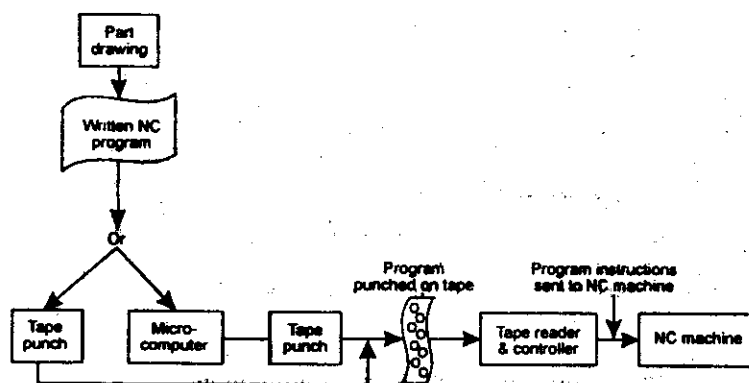 Part
drawing
Written NC
program
Or
Program
punched on tape
Program instructions
sent to NC machine
Tape
punch
Micro-
computer
Tape
punch
Tape reader
& controller
NC machine